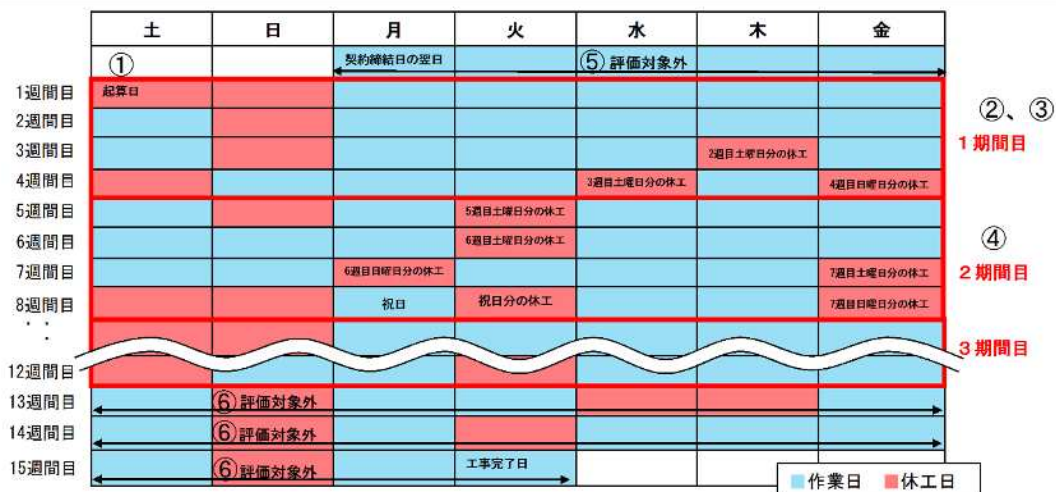 土 日 月 火 水 木 金
① 契約締結日の翌日 ⑤評価対象外
1週間目 起算日
②、③
2週間目
3週間目 2週目土曜日分の休工 1期間目
4週間目 3週目土曜日分の休工 4週目日曜日分の休工
5週間目 5週目土曜日分の休工
6週間目 6週目土曜日分の休工 ④
7週間目 6週目日曜日分の休工 7週目土曜日分の休工 2期間目
8週間目 祝日 祝日分の休工 7週目日曜日分の休工
・
・
3期間目
12週間目
13週間目 ⑥評価対象外
14週間目 ⑥評価対象外
15週間目 ⑥評価対象外 工事完了日
作業日 休工日